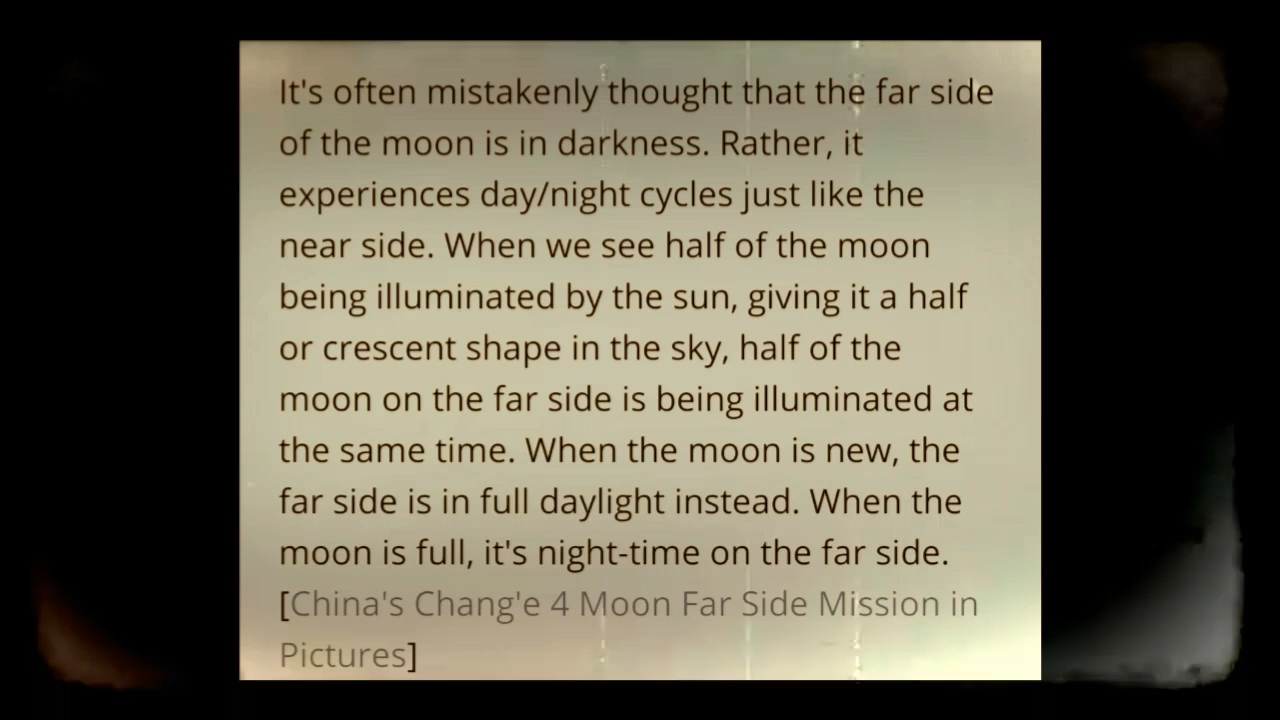 It's often mistakenly thought that the far side
of the moon is in darkness. Rather, it
experiences day/night cycles just like the
near side. When we see half of the moon
being illuminated by the sun, giving it a half
or crescent shape in the sky, half of the
moon on the far side is being illuminated at
the same time. When the moon is new, the
far side is in full daylight instead. When the
moon is full, it's night-time on the far side.
[China's Chang'e 4 Moon Far Side Mission in
Pictures]